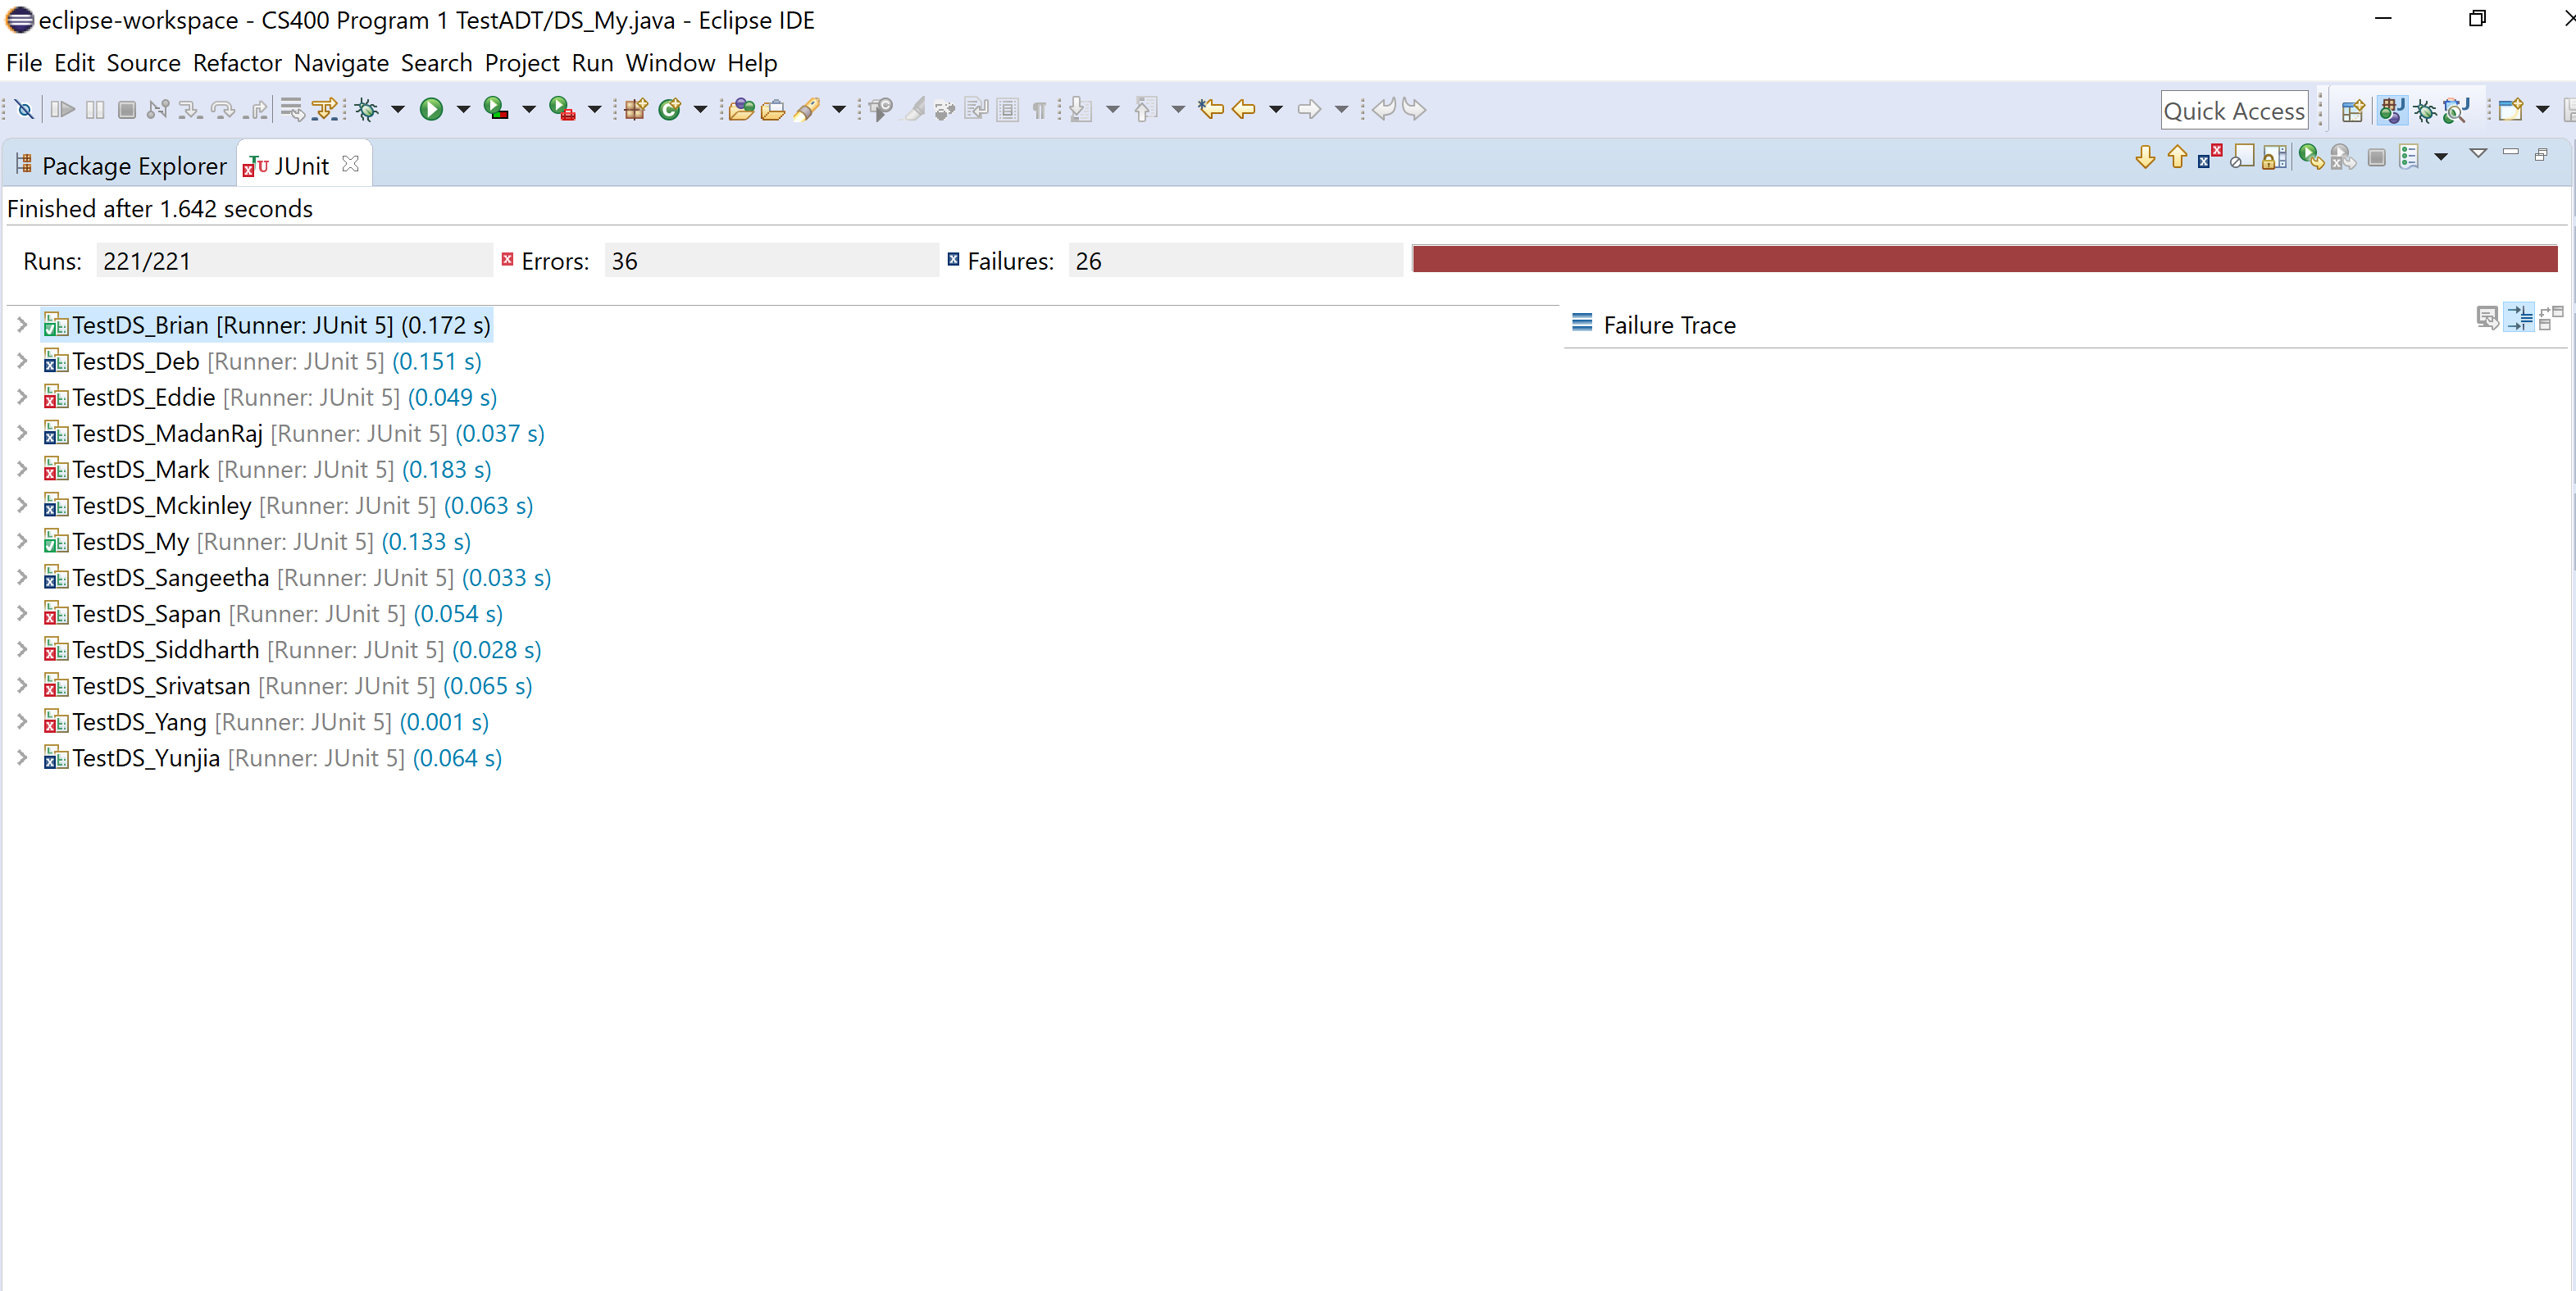 eclipse-workspace - CS400 Program 1 TestADT/DS_My.java - Eclipse IDE
File Edit Source Refactor Navigate Search Project Run Window Help
Quick Access
Package Explorer JUnit
Finished after 1.642 seconds
Runs: 221/221 Errors: 36 Failures: 26
TestDS_Brian [Runner: JUnit 5] (0.172 s)
Failure Trace
TestDS_Deb [Runner: JUnit 5] (0.151 s)
TestDS_Eddie [Runner: JUnit 5] (0.049 s)
TestDS_MadanRaj [Runner: JUnit 5] (0.037 s)
TestDS_Mark [Runner: JUnit 5] (0.183 s)
TestDS_Mckinley [Runner: JUnit 5] (0.063 s)
TestDS_My [Runner: JUnit 5] (0.133 s)
TestDS_Sangeetha [Runner: JUnit 5] (0.033 s)
TestDS_Sapan [Runner: JUnit 5] (0.054 s)
TestDS_Siddharth [Runner: JUnit 5] (0.028 s)
TestDS_Srivatsan [Runner: JUnit 5] (0.065 s)
TestDS_Yang [Runner: JUnit 5] (0.001 s)
TestDS_Yunjia [Runner: JUnit 5] (0.064 s)